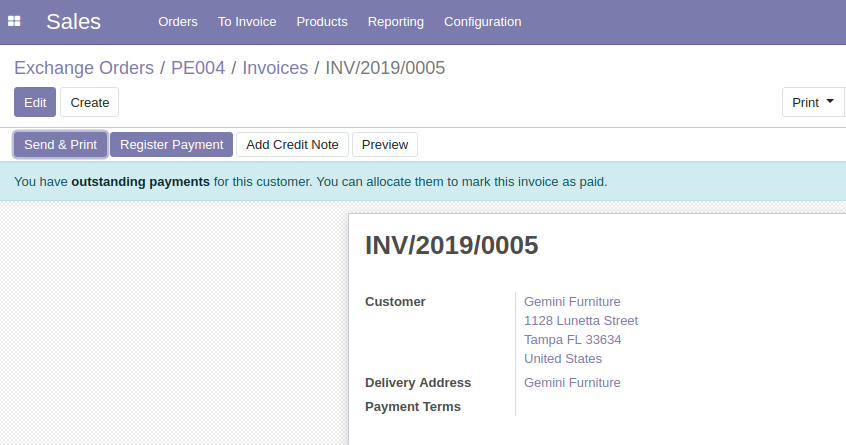 Sales Orders To Invoice Products Reporting Configuration
Exchange Orders / PE004 / Invoices / INV/2019/0005
Edit Create Print
Send & Print Register Payment Add Credit Note Preview
You have outstanding payments for this customer. You can allocate them to mark this invoice as paid.
INV/2019/0005
Customer Gemini Furniture
1128 Lunetta Street
Tampa FL 33634
United States
Delivery Address Gemini Furniture
Payment Terms